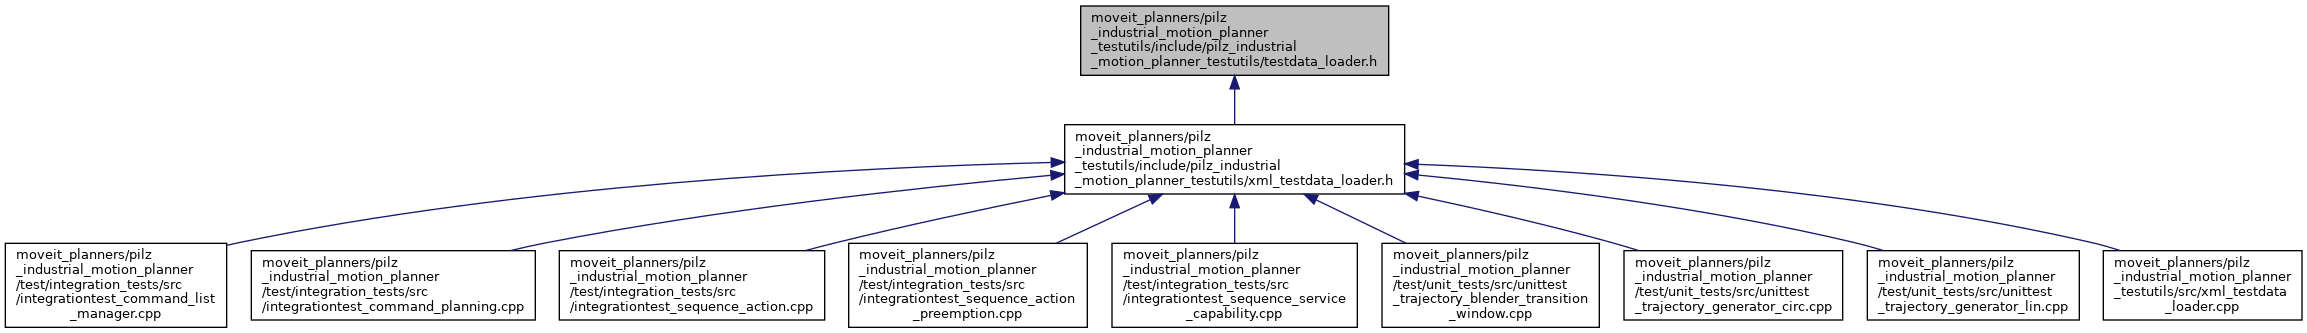 moveit_planners/pilz
_industrial_motion_planner
_testutils/include/pilz_industrial
_motion_planner_testutils/testdata_loader.h
moveit_planners/pilz
_industrial_motion_planner
_testutils/include/pilz_industrial
_motion_planner_testutils/xml_testdata_loader.h
moveit_planners/pilz
_industrial_motion_planner
/test/integration_tests/src
/integrationtest_command_list
_manager.cpp
moveit_planners/pilz
_industrial_motion_planner
/test/integration_tests/src
/integrationtest_command_planning.cpp
moveit_planners/pilz
_industrial_motion_planner
/test/integration_tests/src
/integrationtest_sequence_action.cpp
moveit_planners/pilz
_industrial_motion_planner
/test/integration_tests/src
/integrationtest_sequence_action
_preemption.cpp
moveit_planners/pilz
_industrial_motion_planner
/test/integration_tests/src
/integrationtest_sequence_service
_capability.cpp
moveit_planners/pilz
_industrial_motion_planner
/test/unit_tests/src/unittest
_trajectory_blender_transition
_window.cpp
moveit_planners/pilz
_industrial_motion_planner
/test/unit_tests/src/unittest
_trajectory_generator_circ.cpp
moveit_planners/pilz
_industrial_motion_planner
/test/unit_tests/src/unittest
_trajectory_generator_lin.cpp
moveit_planners/pilz
_industrial_motion_planner
_testutils/src/xml_testdata
_loader.cpp